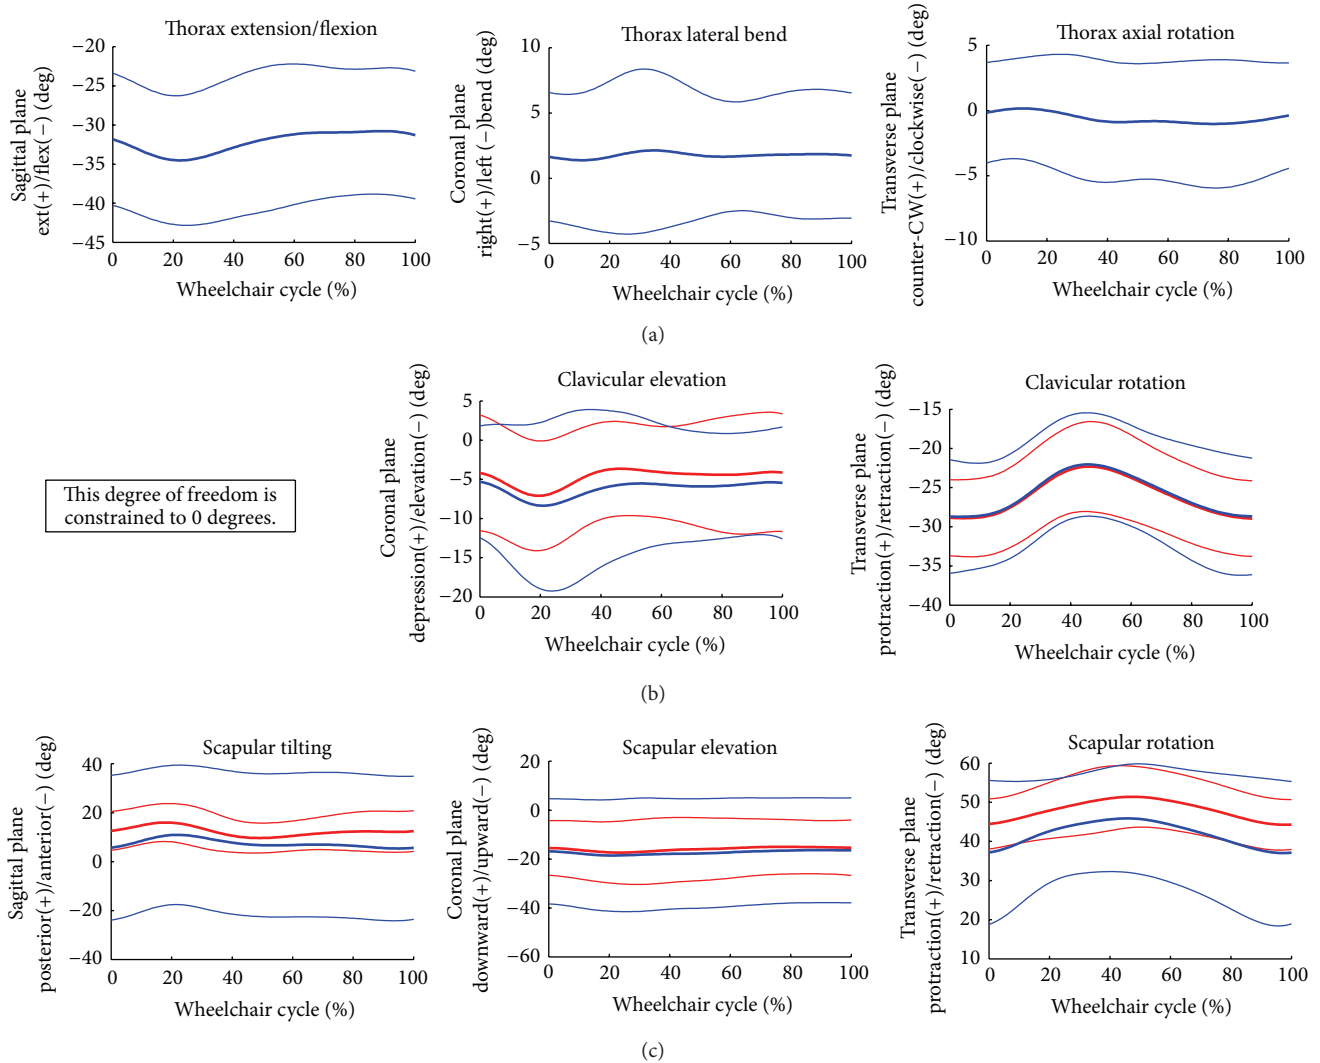 Thorax extension/flexion
Sagittal plane
ext(+)/flex(−) (deg)
−20
−25
−30
−35
−40
−45
0 20 40 60 80 100
Wheelchair cycle (%)
Thorax lateral bend
Coronal plane
right(+)/left (−)bend (deg)
10
5
0
−5
0 20 40 60 80 100
Wheelchair cycle (%)
Thorax axial rotation
Transverse plane
counter-CW(+)/clockwise(−) (deg)
5
0
−5
−10
0 20 40 60 80 100
Wheelchair cycle (%)
(a)
This degree of freedom is
constrained to 0 degrees.
Clavicular elevation
Coronal plane
depression(+)/elevation(−) (deg)
5
0
−5
−10
−15
−20
0 20 40 60 80 100
Wheelchair cycle (%)
Clavicular rotation
Transverse plane
protraction(+)/retraction(−) (deg)
−15
−20
−25
−30
−35
−40
0 20 40 60 80 100
Wheelchair cycle (%)
(b)
Scapular tilting
Sagittal plane
posterior(+)/anterior(−) (deg)
40
20
0
−20
−40
0 20 40 60 80 100
Wheelchair cycle (%)
Scapular elevation
Coronal plane
downward(+)/upward(−) (deg)
20
0
−20
−40
−60
0 20 40 60 80 100
Wheelchair cycle (%)
Scapular rotation
Transverse plane
protraction(+)/retraction(−) (deg)
60
50
40
30
20
10
0 20 40 60 80 100
Wheelchair cycle (%)
(c)